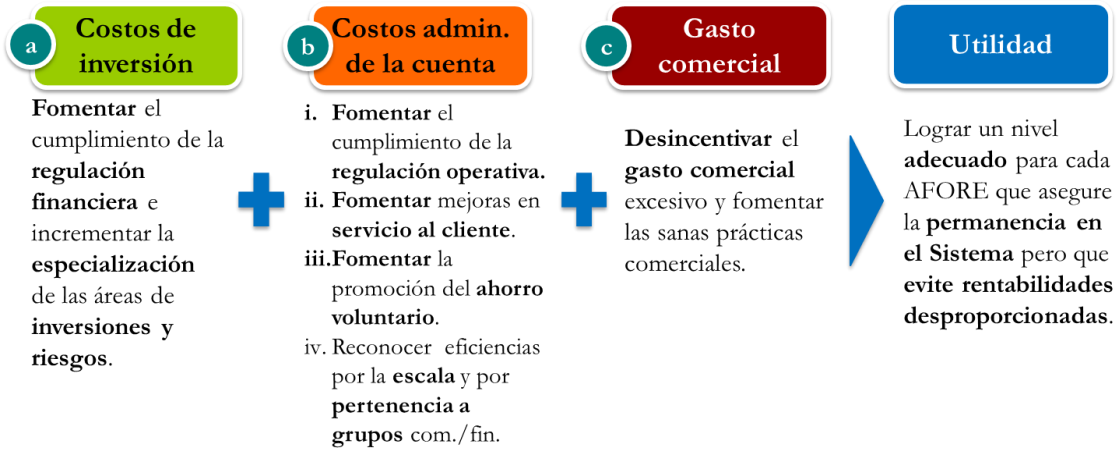 a
Costos de
inversión
Fomentar el
cumplimiento de la
regulación
financiera e
incrementar la
especialización
de las áreas de
inversiones y
riesgos.
b
Costos admin.
de la cuenta
i. Fomentar el
cumplimiento de la
regulación operativa.
ii. Fomentar mejoras en
servicio al cliente.
iii.Fomentar la
promoción del ahorro
voluntario.
iv. Reconocer eficiencias
por la escala y por
pertenencia a
grupos com./fin.
c
Gasto
comercial
Desincentivar el
gasto comercial
excesivo y fomentar
las sanas prácticas
comerciales.
Utilidad
Lograr un nivel
adecuado para cada
AFORE que asegure
la permanencia en
el Sistema pero que
evite rentabilidades
desproporcionadas.